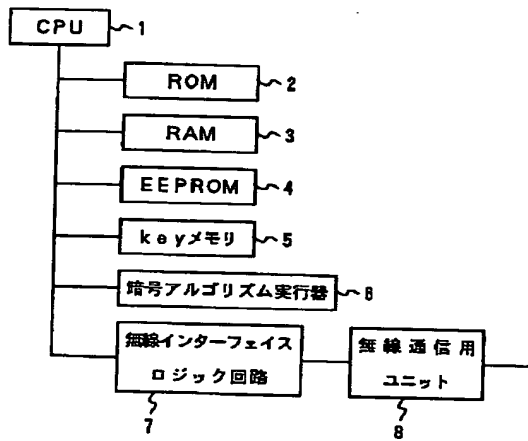 CPU 1
ROM 2
RAM 3
EEPROM 4
keyメモリ 5
暗号アルゴリズム実行器 6
無線インターフェイス
ロジック回路
7
無線通信用
ユニット
8